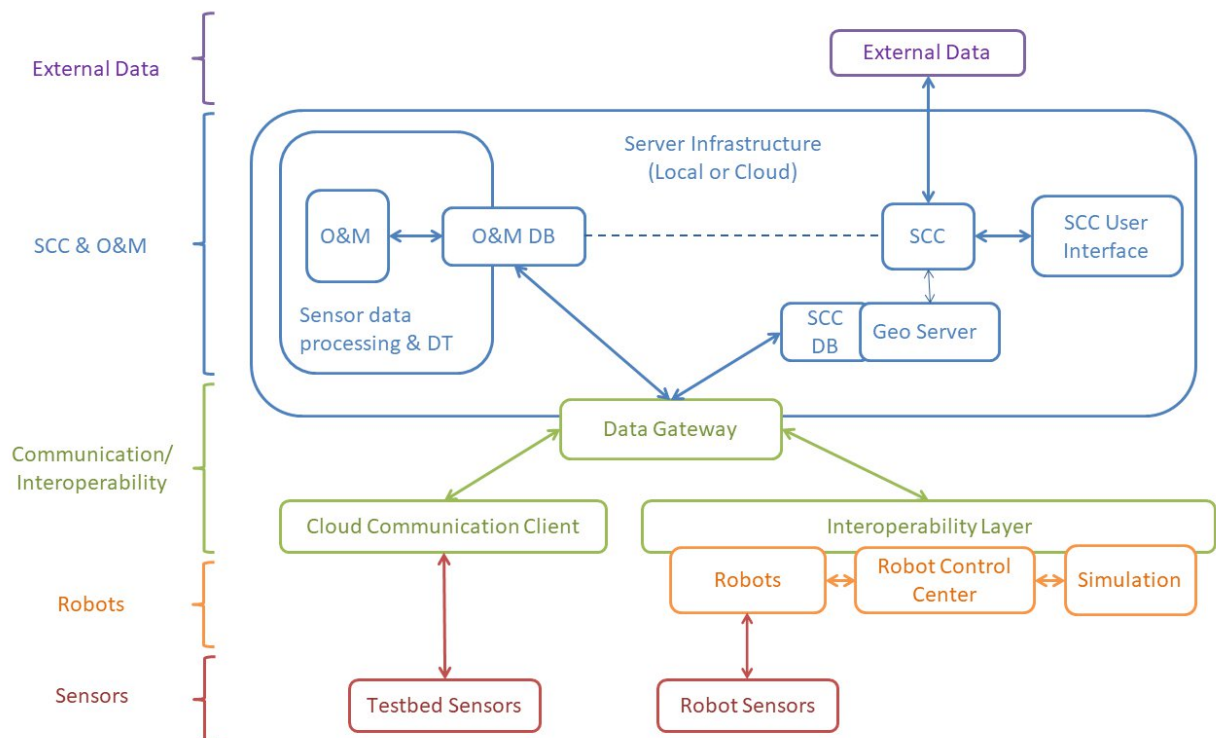 External Data
External Data
Server Infrastructure
(Local or Cloud)
SCC & O&M
O&M
O&M DB
SCC
SCC User
Interface
Sensor data
processing & DT
SCC
DB
Geo Server
Communication/
Interoperability
Data Gateway
Cloud Communication Client
Interoperability Layer
Robots
Robots
Robot Control
Center
Simulation
Sensors
Testbed Sensors
Robot Sensors